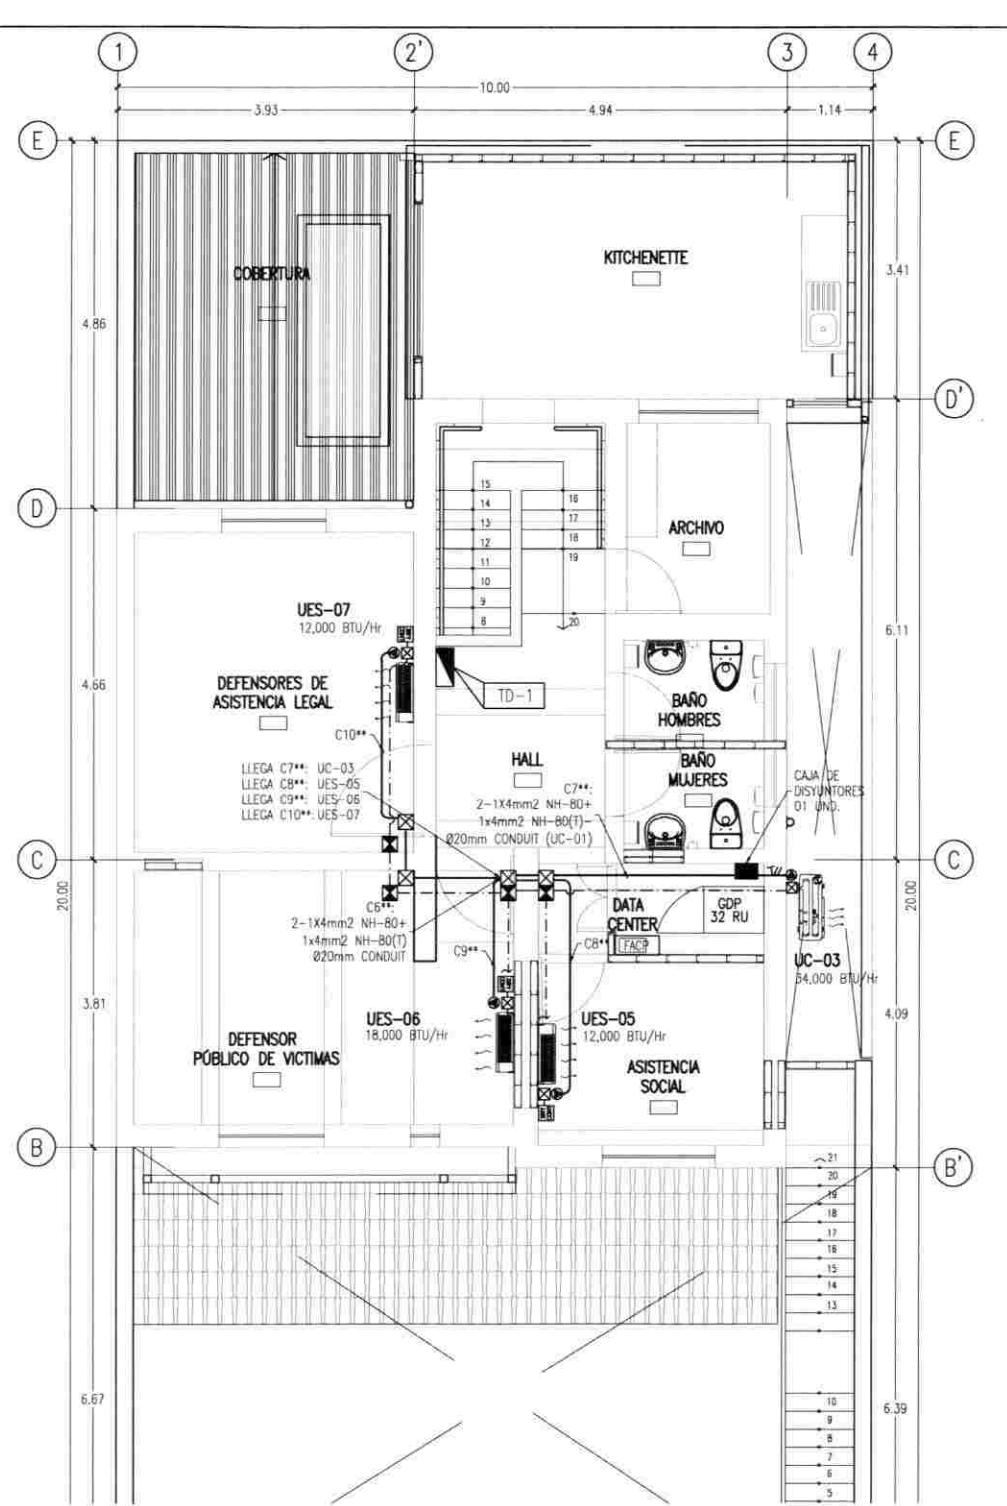 1
2'
3
4
10.00
3.93
4.94
1.14
E
E
COBERTURA
KITCHENETTE
3.41
4.86
D'
15
14
13
12
11
10
9
8
16
17
18
19
20
D
ARCHIVO
6.11
UES-07
12,000 BTU/Hr
TD-1
4.66
DEFENSORES DE
ASISTENCIA LEGAL
BAÑO
HOMBRES
C10**
HALL
BAÑO
MUJERES
LLEGA C7**: UC-03
LLEGA C8**: UES-05
LLEGA C9**: UES-06
LLEGA C10**: UES-07
C7**:
2-1X4mm2 NH-80+
1x4mm2 NH-80(T)-
Ø20mm CONDUIT (UC-01)
CAJA DE
DISYUNTORES
01 UND.
C
C
20.00
20.00
C6**:
2-1X4mm2 NH-80+
1x4mm2 NH-80(T)
Ø20mm CONDUIT
C9**
C8**
DATA
CENTER
FACP
GDP
32 RU
UC-03
34,000 BTU/Hr
3.81
4.09
UES-06
18,000 BTU/Hr
UES-05
12,000 BTU/Hr
DEFENSOR
PÚBLICO DE VICTIMAS
ASISTENCIA
SOCIAL
B
B'
21
20
19
18
17
16
15
14
13
6.67
6.39
10
9
8
7
6
5